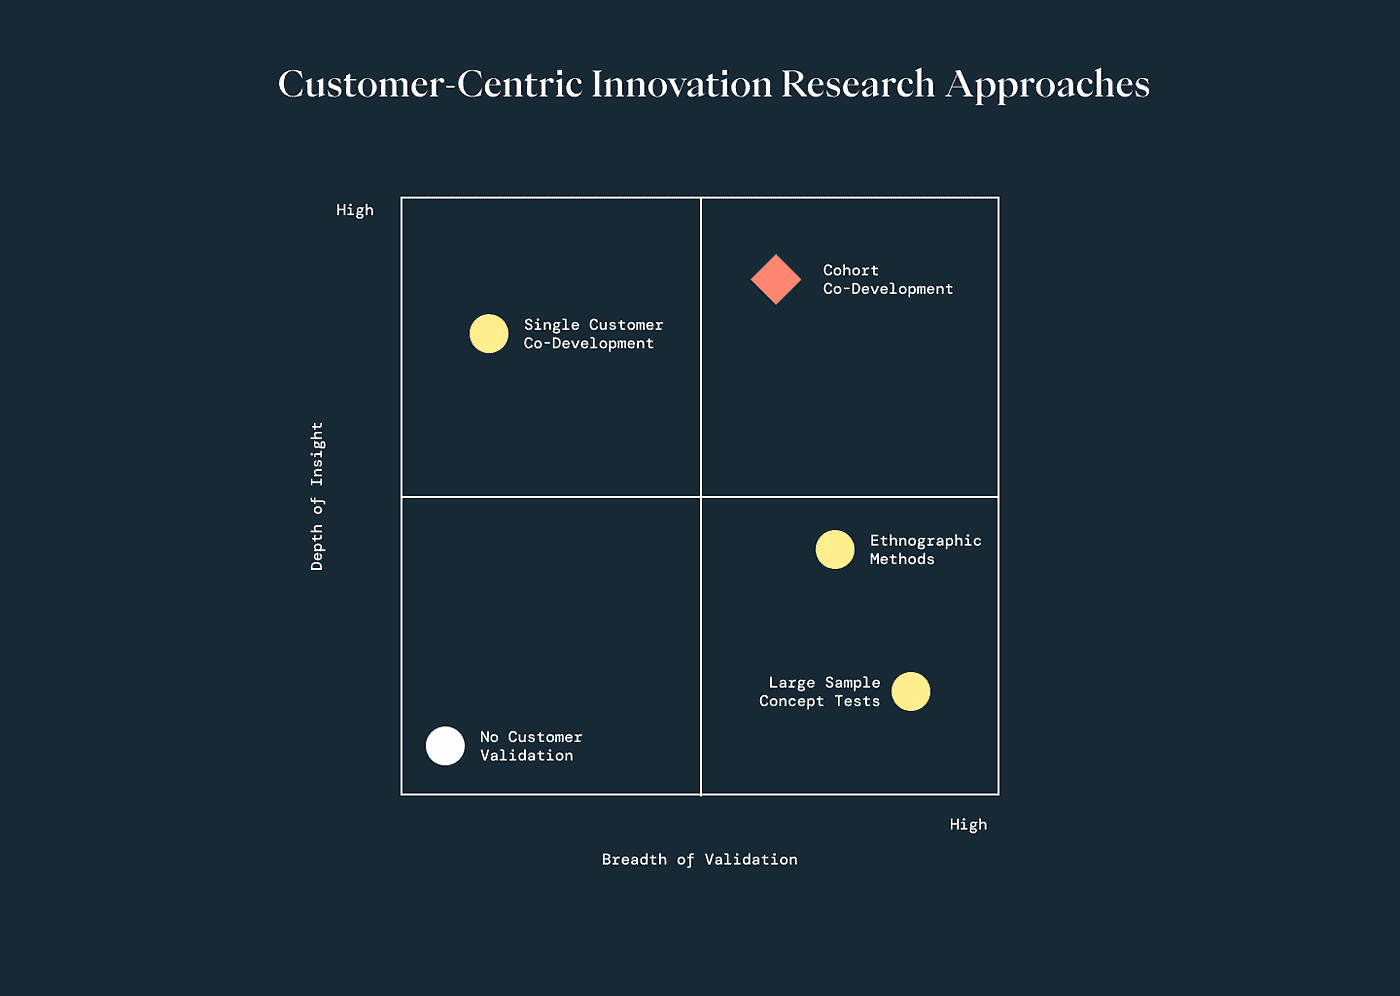 Customer-Centric Innovation Research Approaches
High
Cohort
Co-Development
Single Customer
Co-Development
Depth of Insight
Ethnographic
Methods
Large Sample
Concept Tests
No Customer
Validation
High
Breadth of Validation